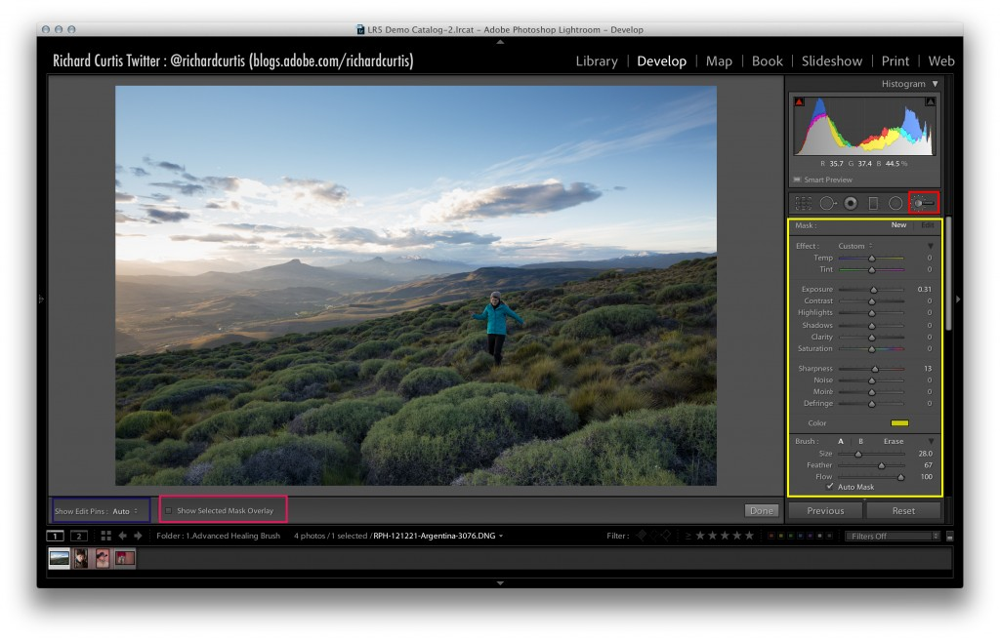 LR5 Demo Catalog-2.lrcat - Adobe Photoshop Lightroom - Develop
Richard Curtis Twitter : @richardcurtis (blogs.adobe.com/richardcurtis)
Library | Develop | Map | Book | Slideshow | Print | Web
Histogram
R 35.7 G 37.4 B 44.5 %
Smart Preview
Mask : New Edit
Effect : Custom
Temp 0
Tint 0
Exposure 0.31
Contrast 0
Highlights 0
Shadows 0
Clarity 0
Saturation 0
Sharpness 13
Noise 0
Moiré 0
Defringe 0
Color
Brush : A B Erase
Size 28.0
Feather 67
Flow 100
Auto Mask
Show Edit Pins : Auto
Show Selected Mask Overlay
Done
Previous
Reset
1 2 Folder : 1.Advanced Healing Brush 4 photos /1 selected /RPH-121221-Argentina-3076.DNG
Filter :
Filters Off